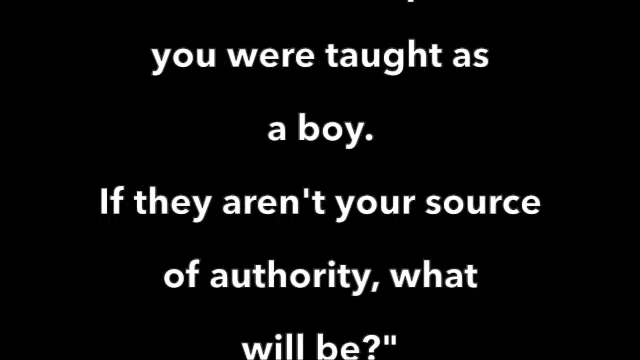 you were taught as
a boy.
If they aren't your source
of authority, what
will be?"